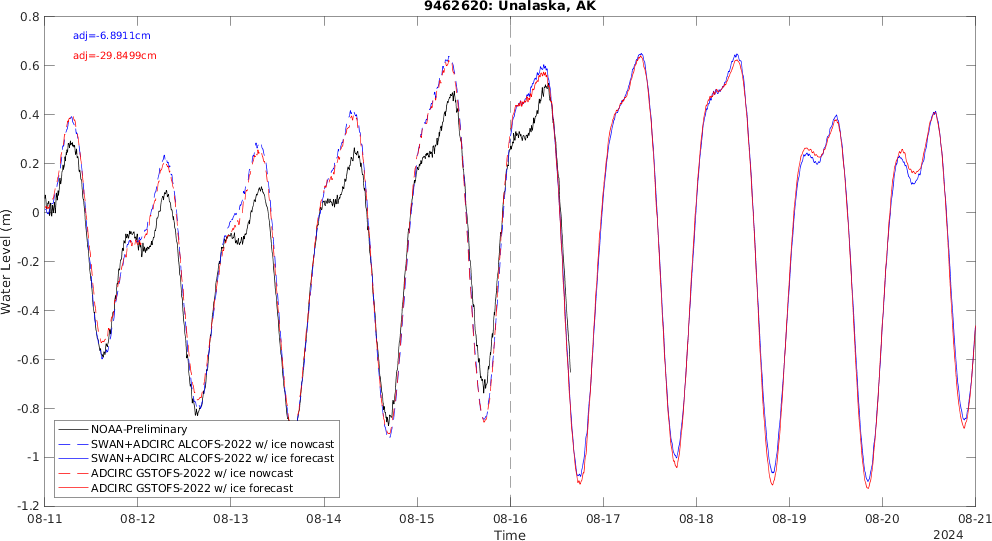 9462620: Unalaska, AK
adj=-6.8911cm
adj=-29.8499cm
Water Level (m)
0.8
0.6
0.4
0.2
0
-0.2
-0.4
-0.6
-0.8
-1
-1.2
NOAA-Preliminary
SWAN+ADCIRC ALCOFS-2022 w/ ice nowcast
SWAN+ADCIRC ALCOFS-2022 w/ ice forecast
ADCIRC GSTOFS-2022 w/ ice nowcast
ADCIRC GSTOFS-2022 w/ ice forecast
08-11 08-12 08-13 08-14 08-15 08-16 08-17 08-18 08-19 08-20 08-21
Time
2024